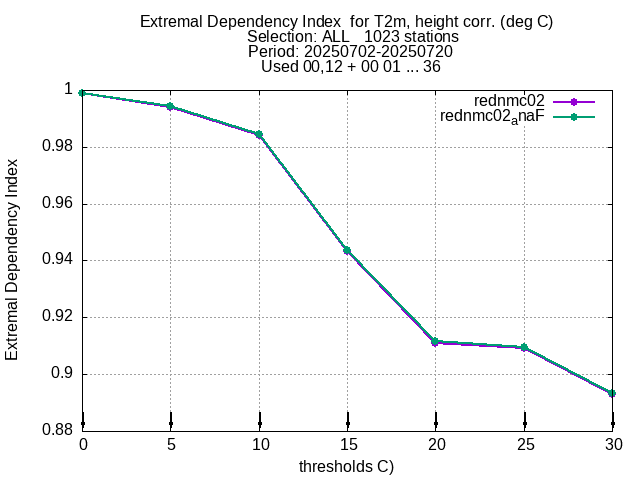 Extremal Dependency Index  for T2m, height corr. (deg C)
Selection: ALL   1023 stations
Period: 20250702-20250720
Used 00,12 + 00 01 ... 36
rednmc02
rednmc02anaF
Extremal Dependency Index
1
0.98
0.96
0.94
0.92
0.9
0.88
0 5 10 15 20 25 30
thresholds C)